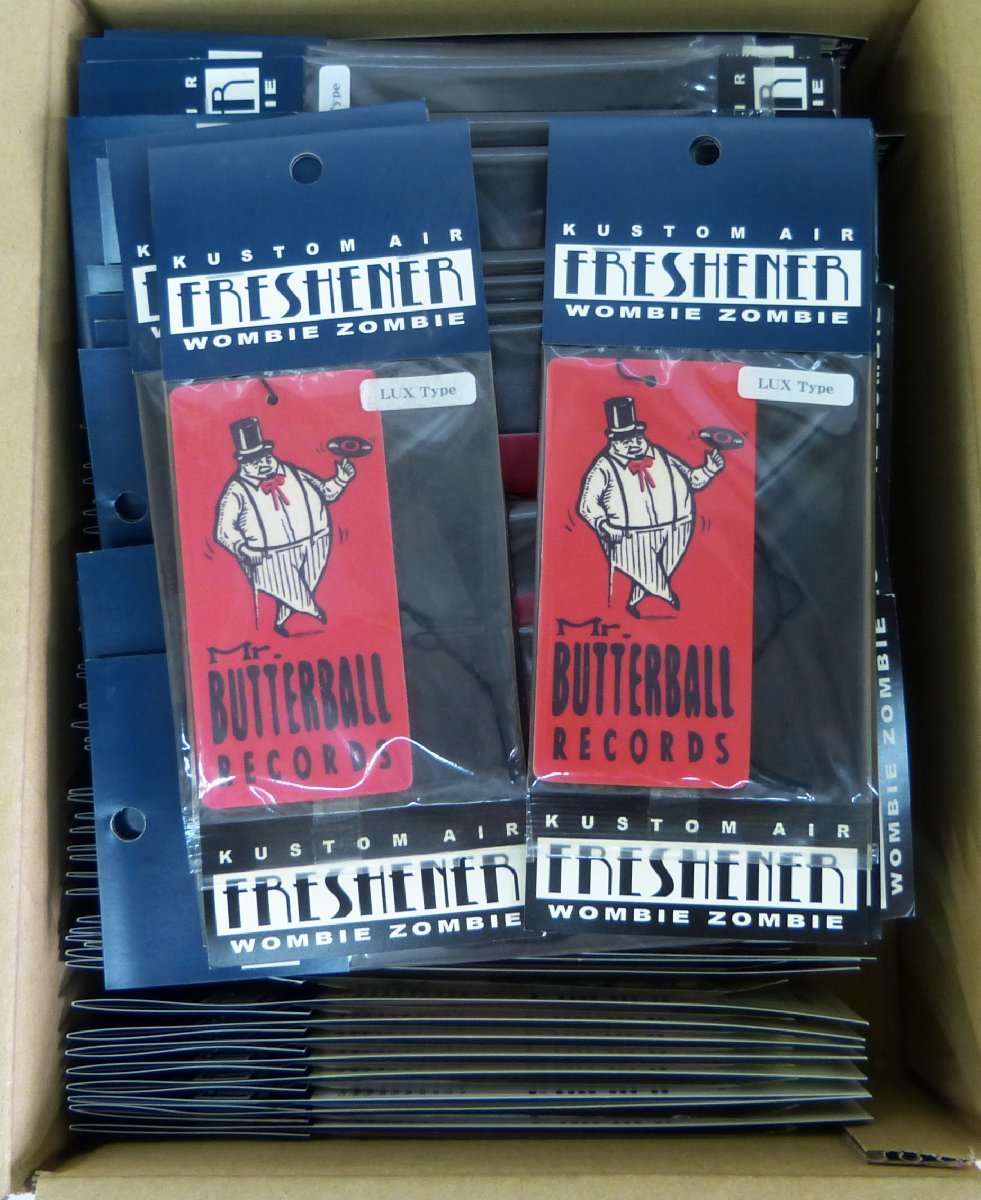 KUSTOM AIR
FRESHENER
WOMBIE ZOMBIE
LUX Type
Mr.
BUTTERBALL
RECORDS
KUSTOM AIR
FRESHENER
WOMBIE ZOMBIE
KUSTOM AIR
FRESHENER
WOMBIE ZOMBIE
LUX Type
Mr.
BUTTERBALL
RECORDS
KUSTOM AIR
FRESHENER
WOMBIE ZOMBIE
WOMBIE ZOMBIE
Type